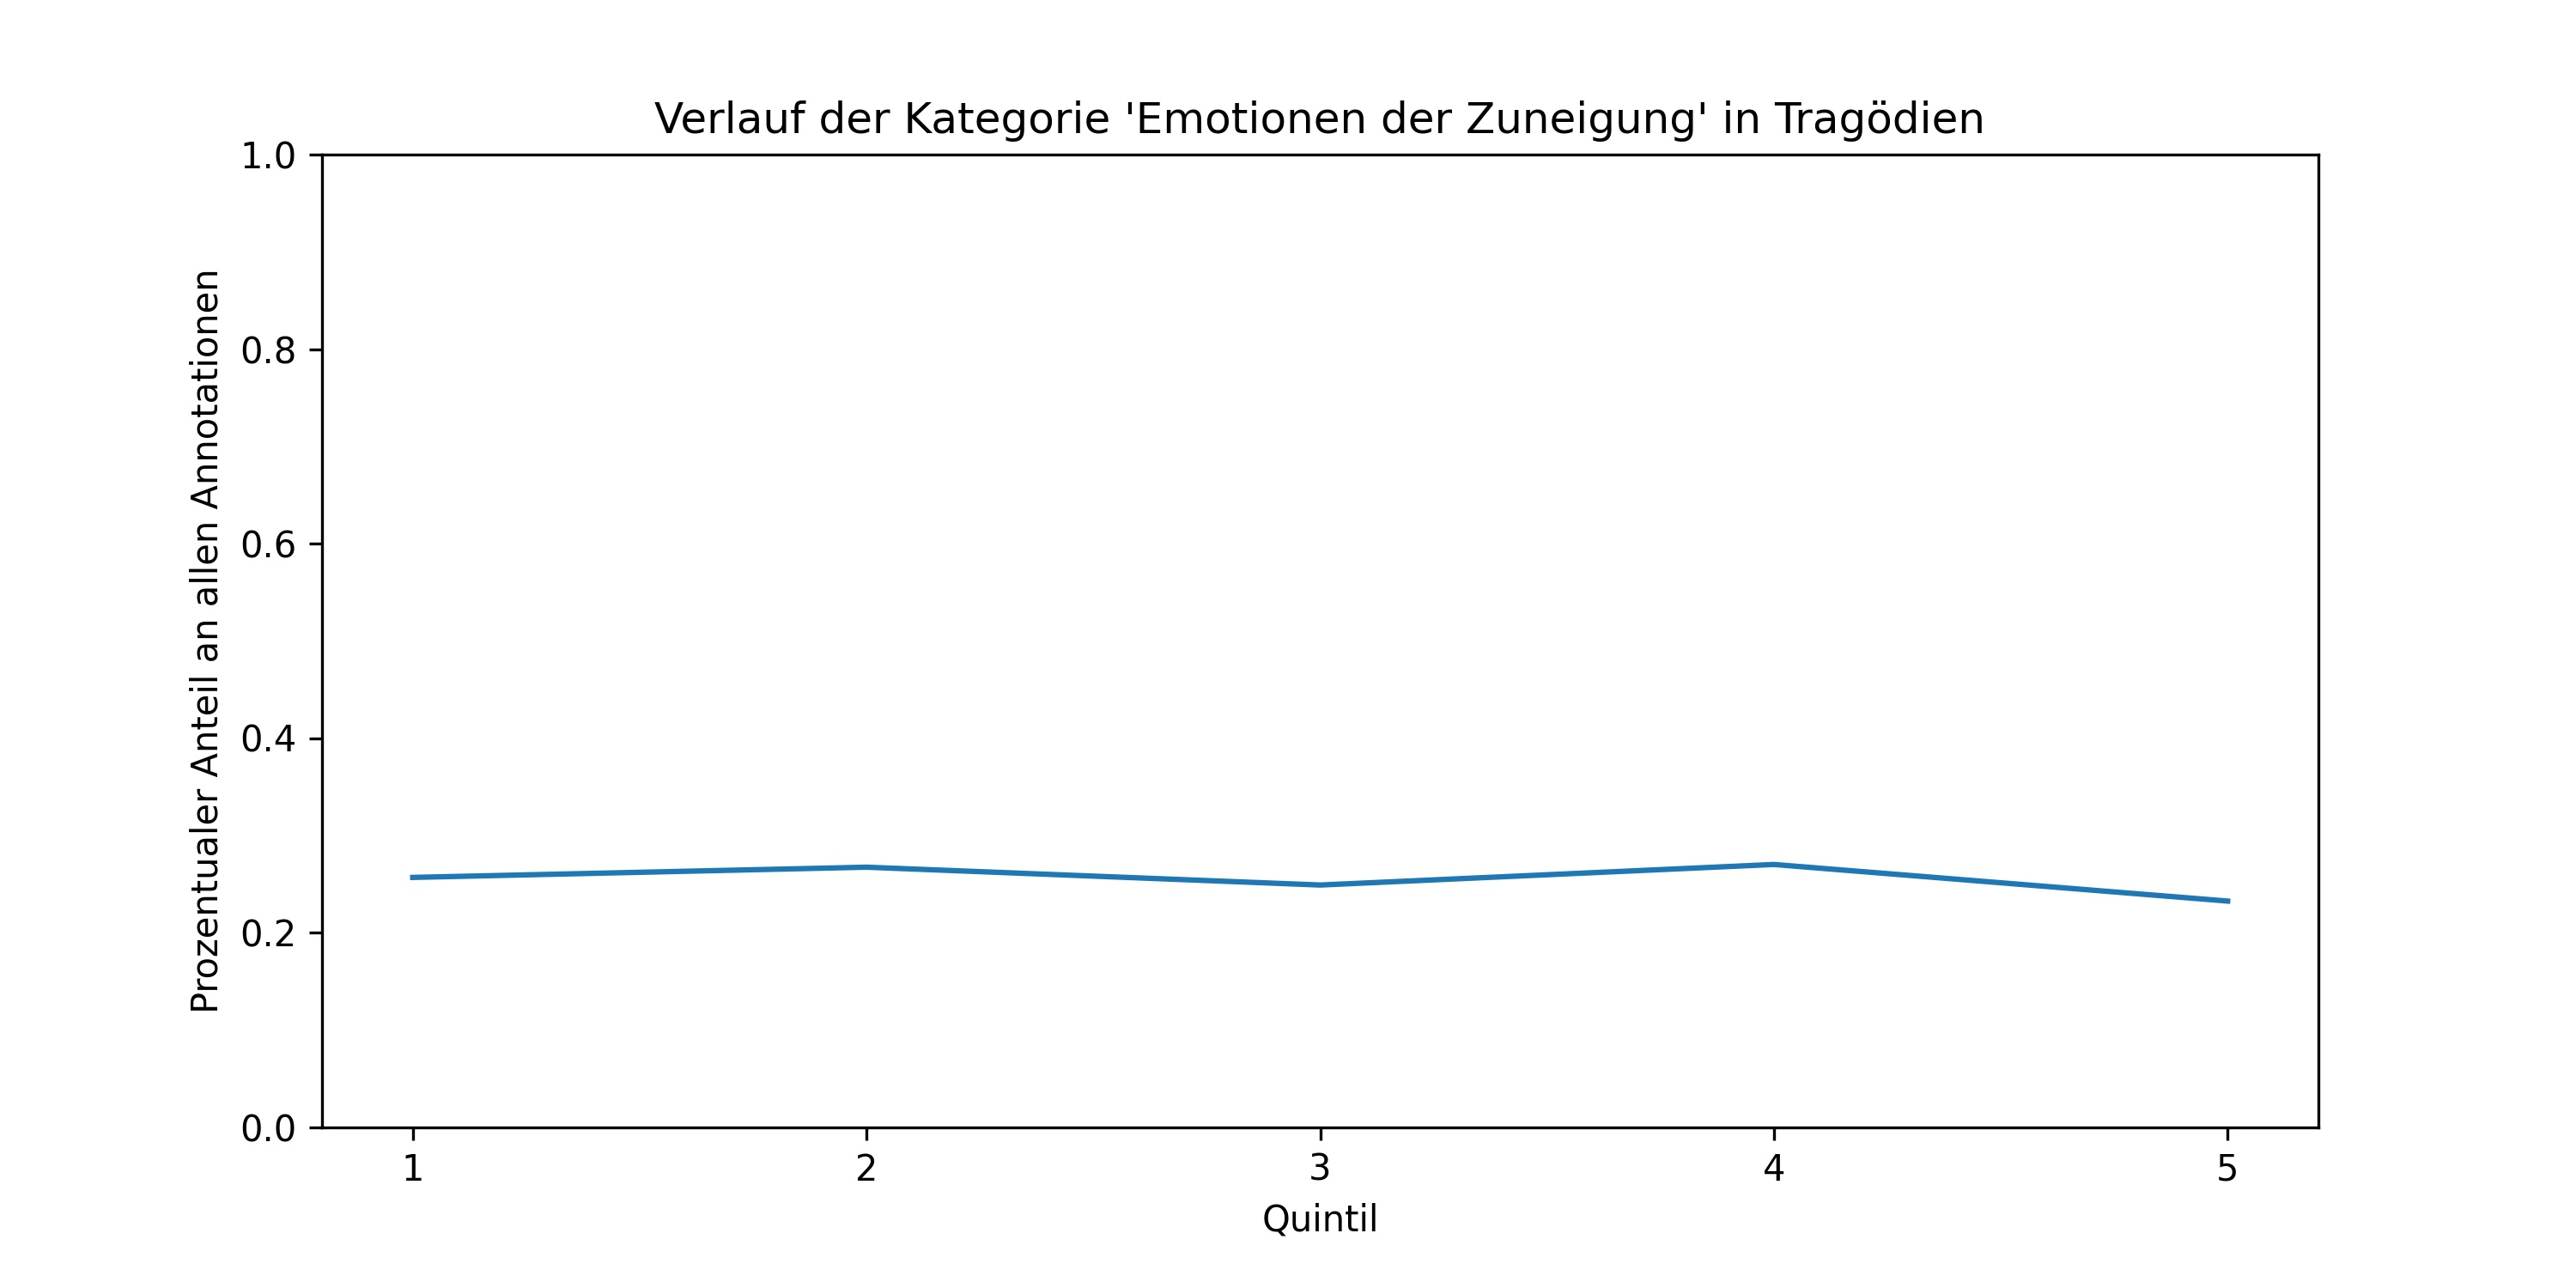 Verlauf der Kategorie 'Emotionen der Zuneigung' in Tragödien
Prozentualer Anteil an allen Annotationen
1.0
0.8
0.6
0.4
0.2
0.0
1 2 3 4 5
Quintil